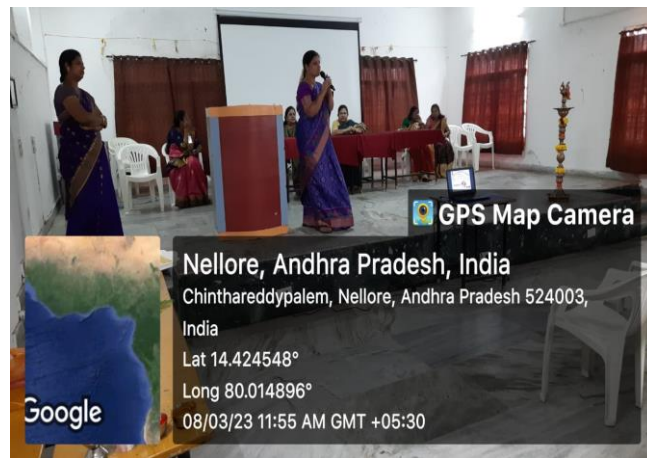 GPS Map Camera
Nellore, Andhra Pradesh, India
Chinthareddypalem, Nellore, Andhra Pradesh 524003,
India
Lat 14.424548°
Long 80.014896°
08/03/23 11:55 AM GMT +05:30
Google